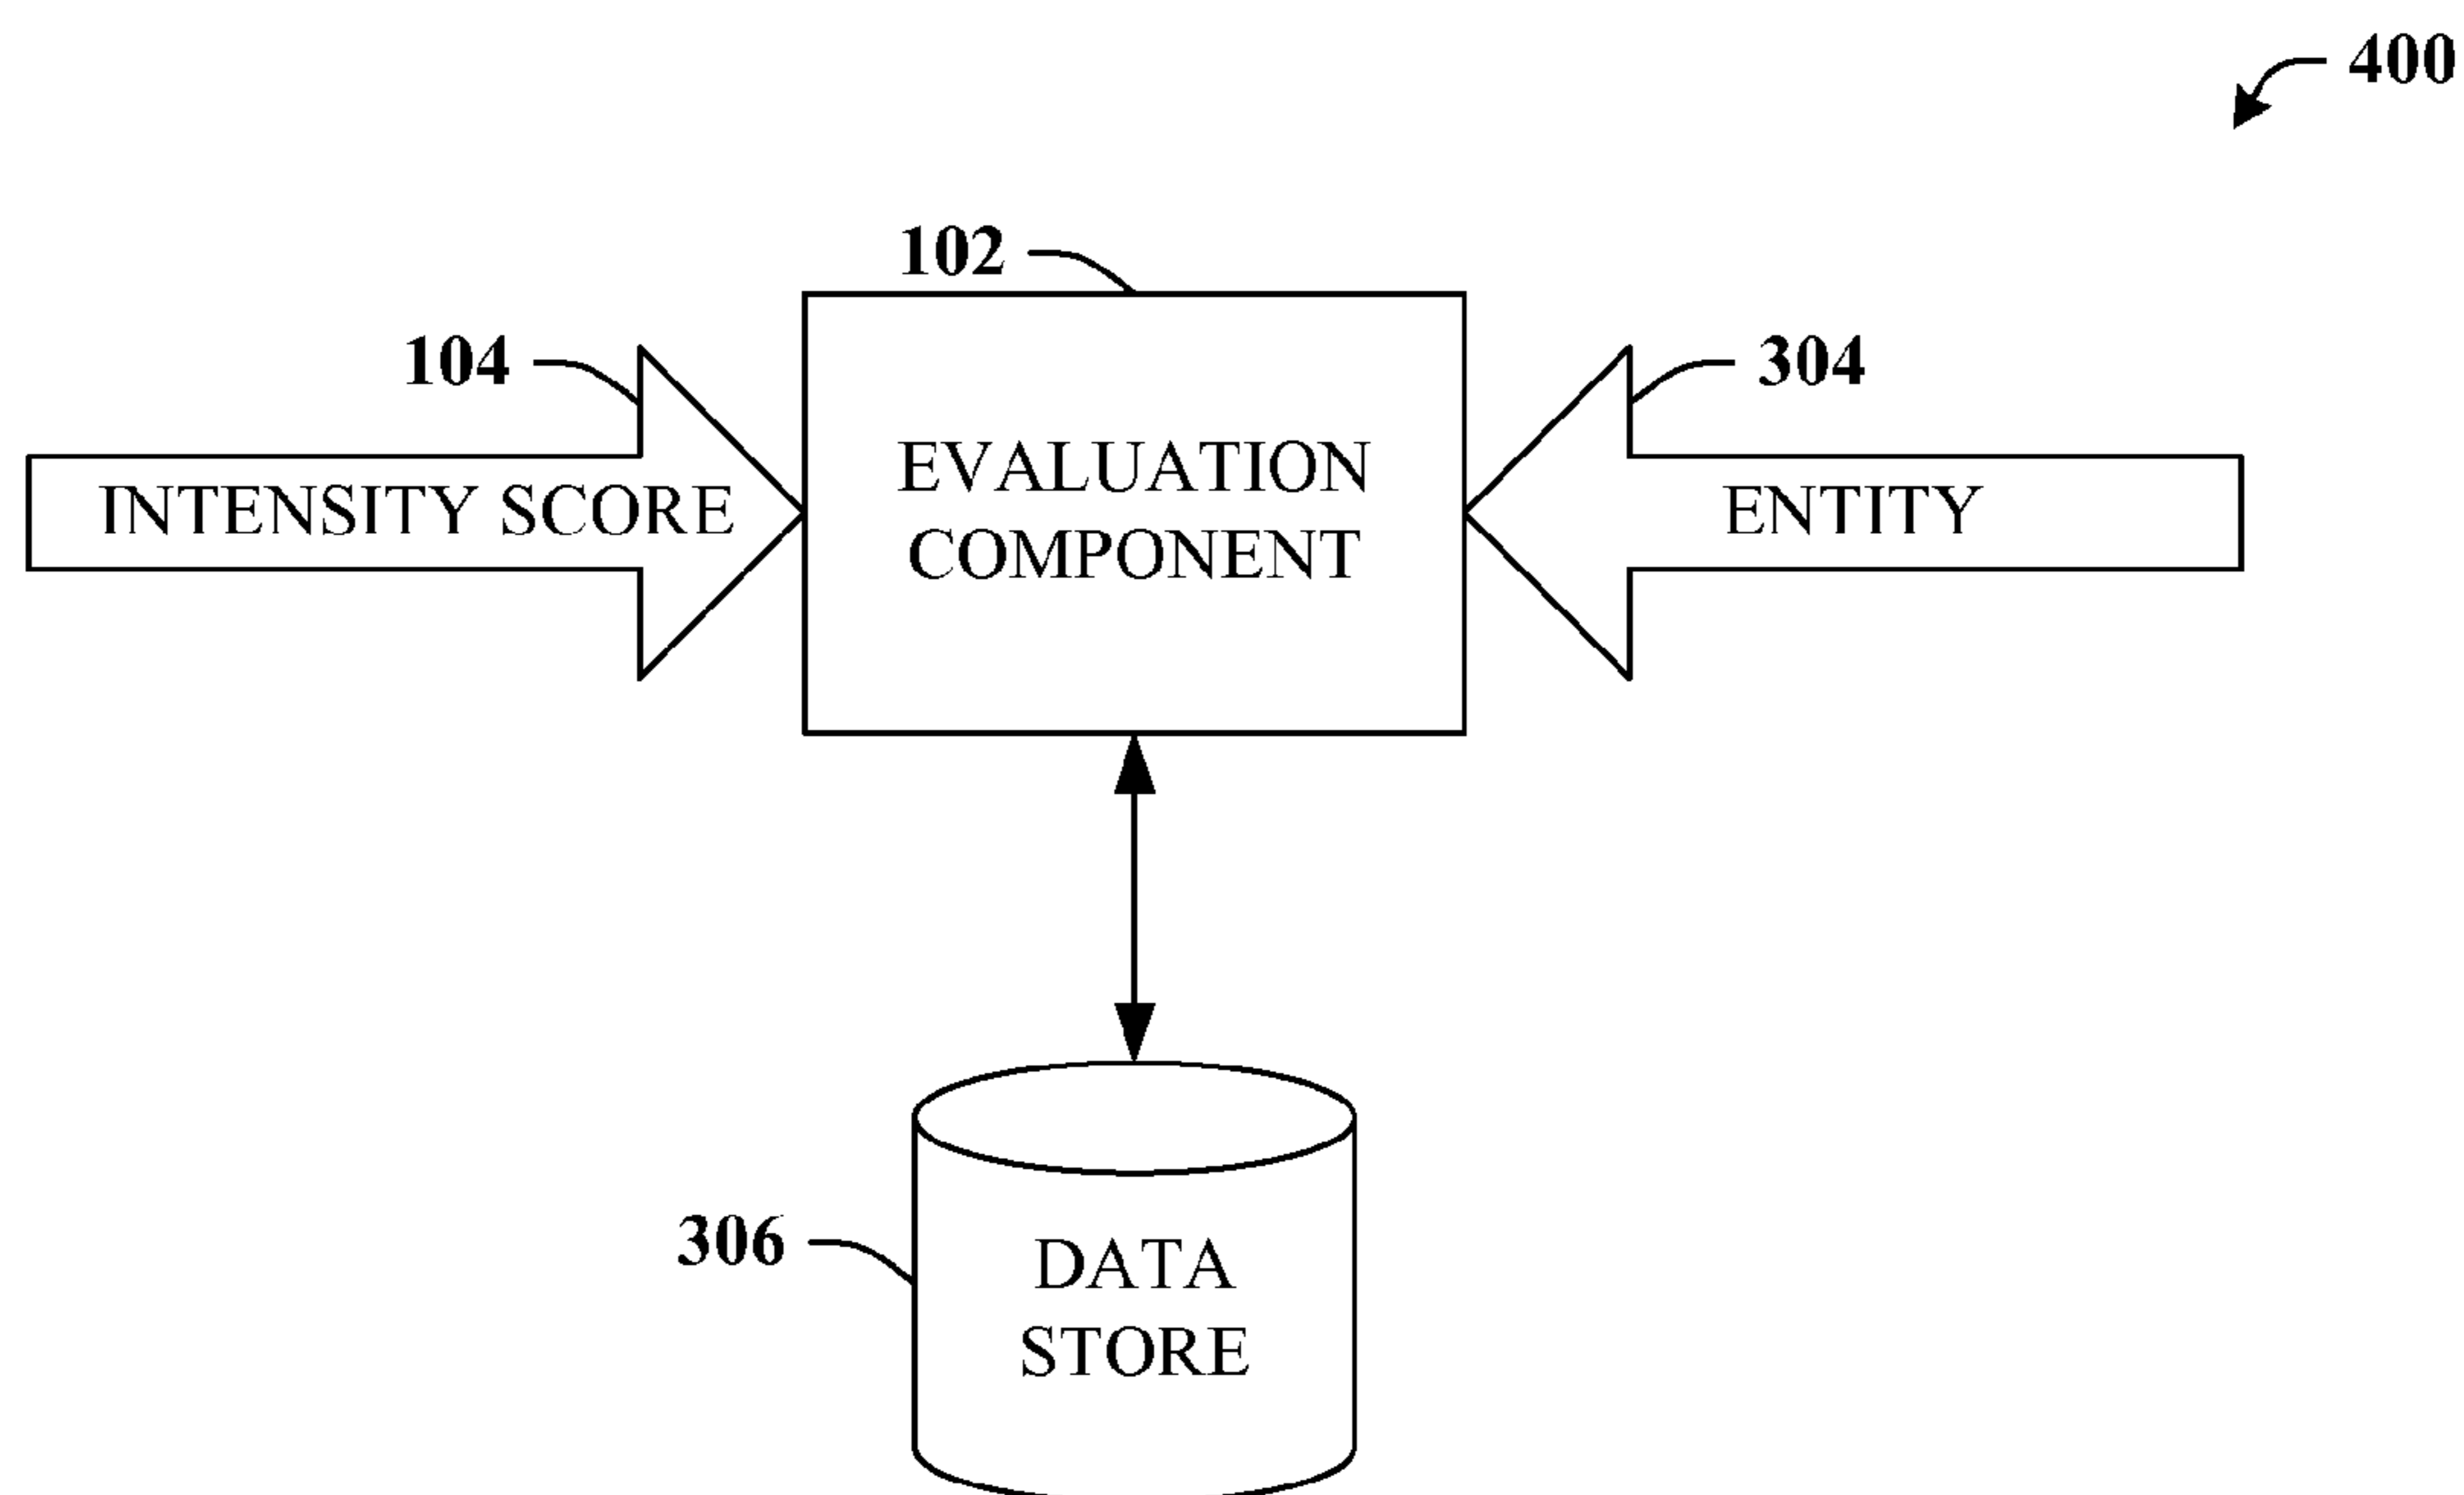 400
102
104
304
INTENSITY SCORE
EVALUATION
COMPONENT
ENTITY
306
DATA
STORE